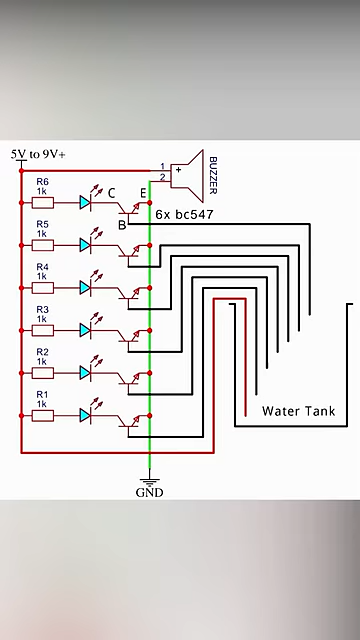 5V to 9V+
1
2
+
BUZZER
R6
1k
C
E
B
6x bc547
R5
1k
R4
1k
R3
1k
R2
1k
R1
1k
Water Tank
GND